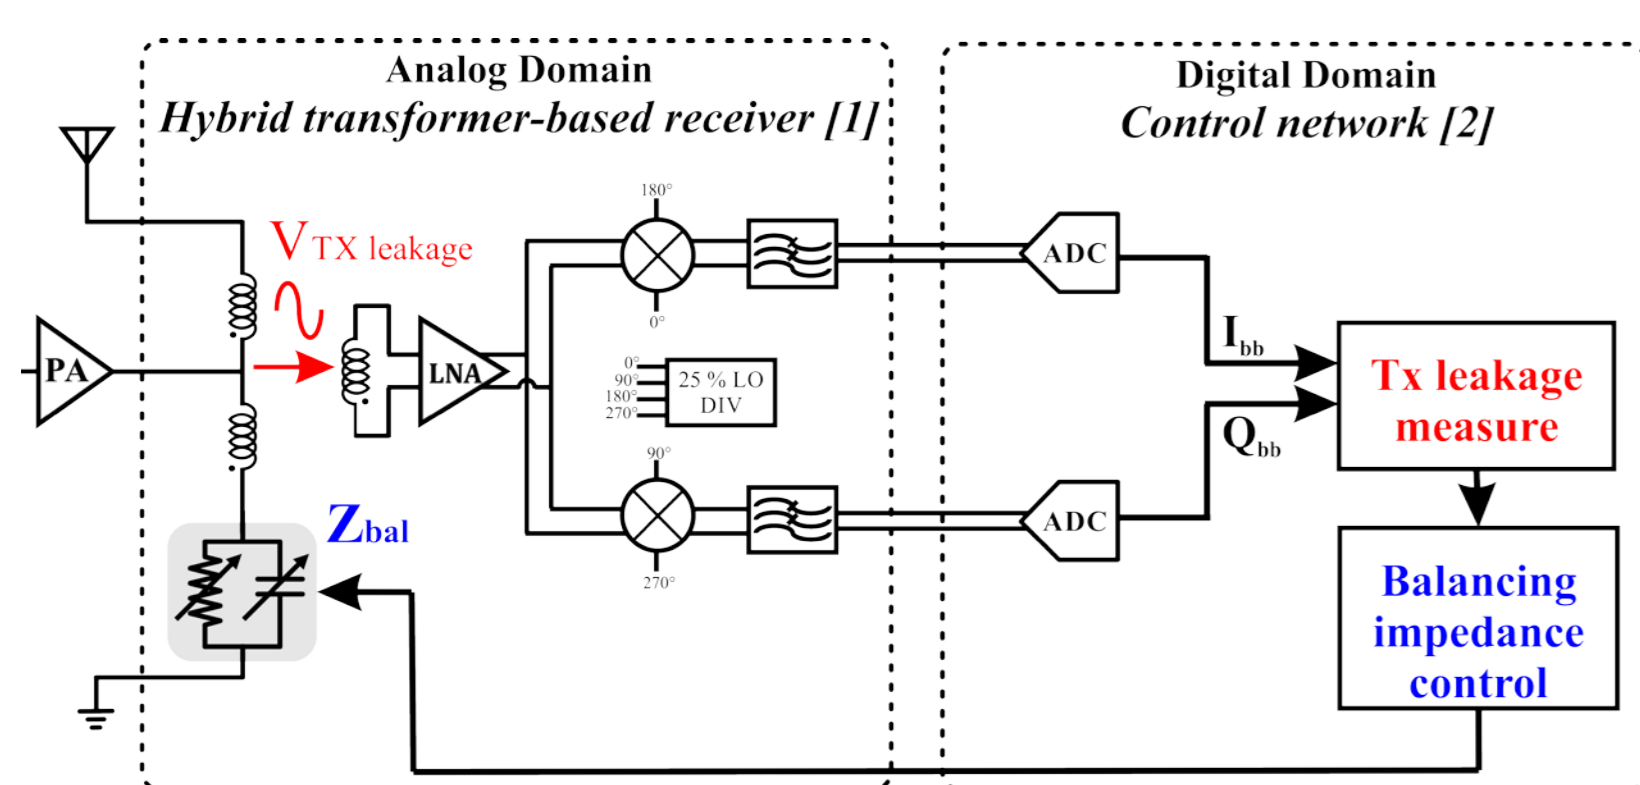 Analog Domain
Hybrid transformer-based receiver [1]
Digital Domain
Control network [2]
V TX leakage
PA
LNA
180°
0°
0°
90°
180°
270°
25 % LO
DIV
90°
270°
ADC
ADC
Ibb
Qbb
Tx leakage
measure
Zbal
Balancing
impedance
control